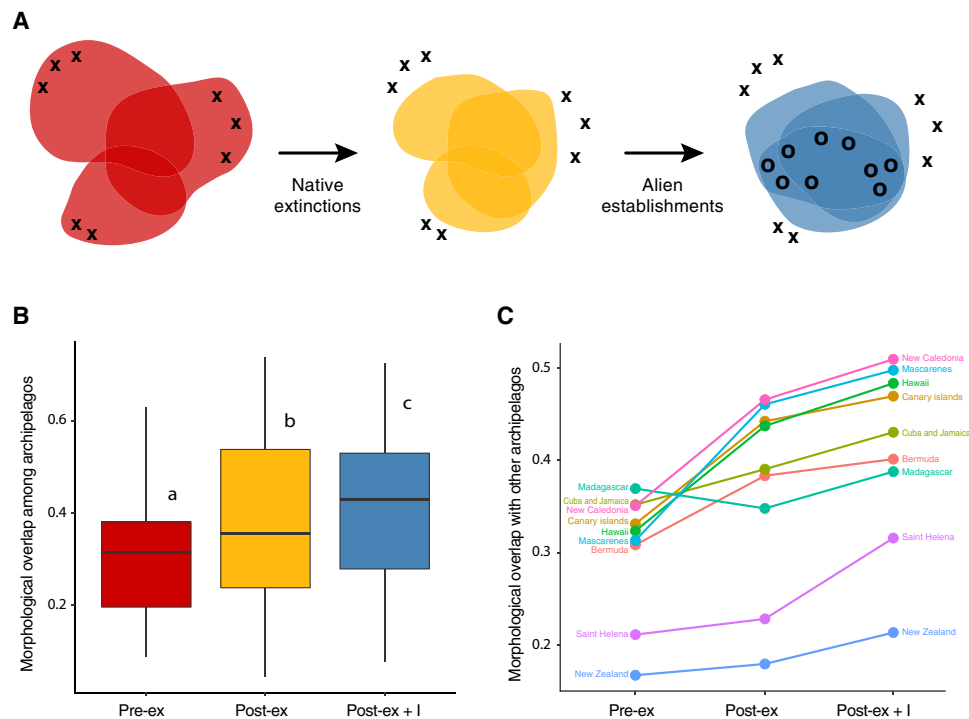 A
x x x x x x x x
x x x x x x x x
x x x x x x x x
o o o o o o o o o
Native
extinctions
Alien
establishments
B
Morphological overlap among archipelagos
0.6
0.4
0.2
a
b
c
Pre-ex
Post-ex
Post-ex + I
C
Morphological overlap with other archipelagos
0.5
0.4
0.3
0.2
Madagascar
Cuba and Jamaica
New Caledonia
Canary islands
Hawaii
Mascarenes
Bermuda
Saint Helena
New Zealand
New Caledonia
Mascarenes
Hawaii
Canary islands
Cuba and Jamaica
Bermuda
Madagascar
Saint Helena
New Zealand
Pre-ex
Post-ex
Post-ex + I